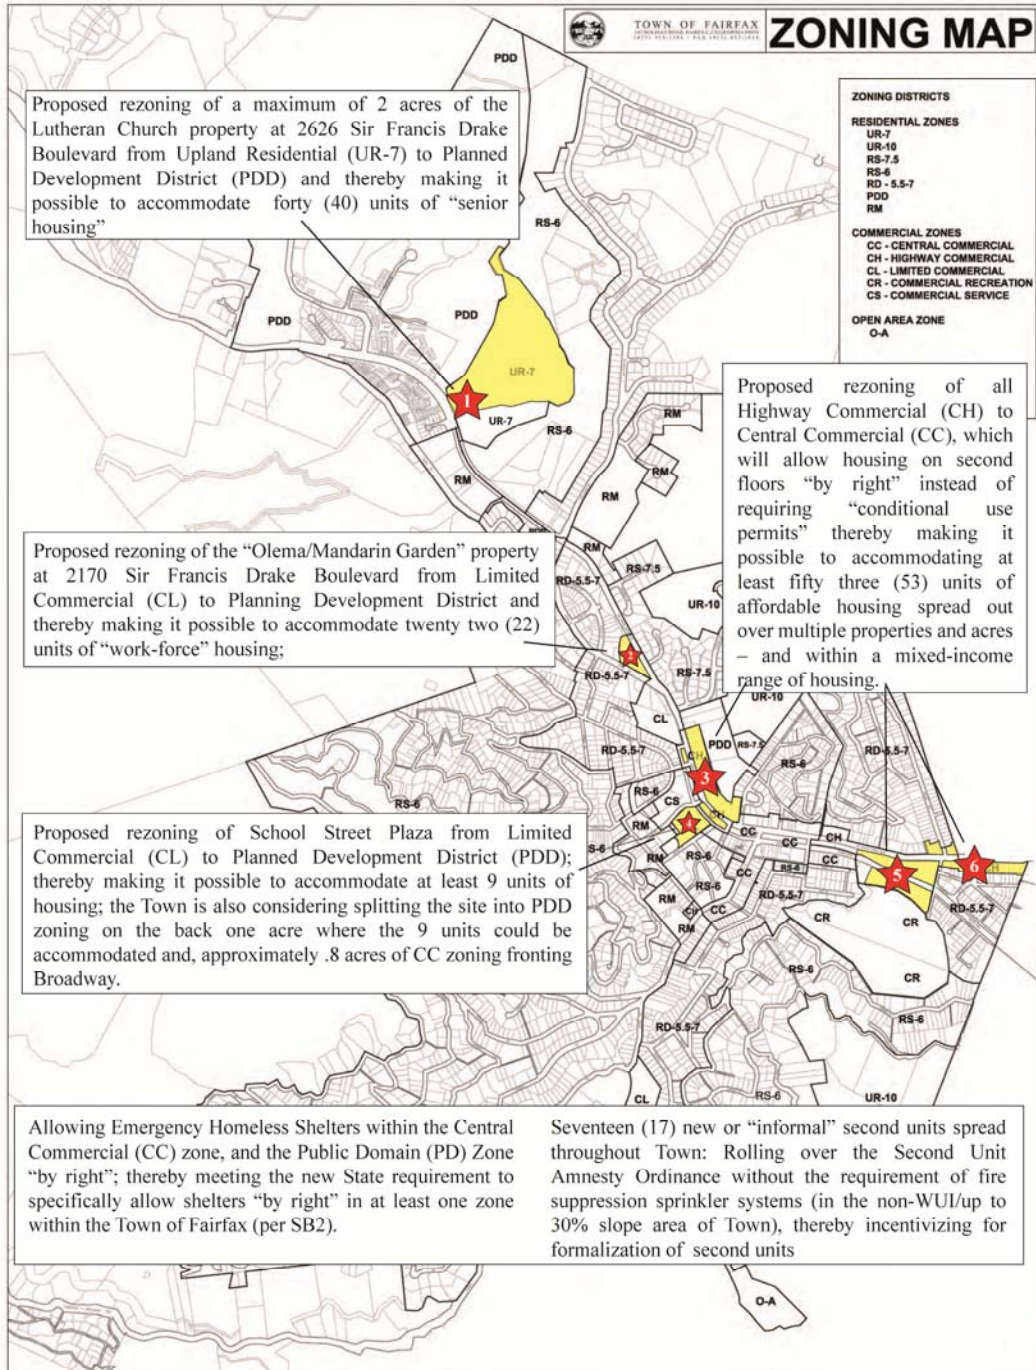 TOWN OF FAIRFAX
ZONING MAP
PDD
Proposed rezoning of a maximum of 2 acres of the
Lutheran Church property at 2626 Sir Francis Drake
Boulevard from Upland Residential (UR-7) to Planned
Development District (PDD) and thereby making it
possible to accommodate forty (40) units of “senior
housing”
ZONING DISTRICTS
RESIDENTIAL ZONES
UR-7
UR-10
RS-7.5
RS-6
RD - 5.5-7
PDD
RM
COMMERCIAL ZONES
CC - CENTRAL COMMERCIAL
CH - HIGHWAY COMMERCIAL
CL - LIMITED COMMERCIAL
CR - COMMERCIAL RECREATION
CS - COMMERCIAL SERVICE
OPEN AREA ZONE
O-A
RS-6
PDD
PDD
UR-7
1
UR-7
RS-6
RM
RM
RM
RM
Proposed rezoning of all
Highway Commercial (CH) to
Central Commercial (CC), which
will allow housing on second
floors “by right” instead of
requiring “conditional use
permits” thereby making it
possible to accommodating at
least fifty three (53) units of
affordable housing spread out
over multiple properties and acres
– and within a mixed-income
range of housing.
Proposed rezoning of the “Olema/Mandarin Garden” property
at 2170 Sir Francis Drake Boulevard from Limited
Commercial (CL) to Planning Development District and
thereby making it possible to accommodate twenty two (22)
units of “work-force” housing;
RM
RS-7.5
RD-5.5-7
UR-10
2
RD-5.5-7
RS-7.5
UR-10
CL
RD-5.5-7
CH
PDD
RS-7.5
RD-5.5-7
3
RS-6
RS-6
RS-6
CS
4
CH
RM
CC
CC
CH
CC
RS-6
RM
RS-6
CC
RS-6
5
6
H
RD-5.5-7
RD-5.5-7
RM
RS-6
CC
CH
RM
CR
CR
RS-6
RS-6
Proposed rezoning of School Street Plaza from Limited
Commercial (CL) to Planned Development District (PDD);
thereby making it possible to accommodate at least 9 units of
housing; the Town is also considering splitting the site into PDD
zoning on the back one acre where the 9 units could be
accommodated and, approximately .8 acres of CC zoning fronting
Broadway.
RD-5.5-7
RS-6
CL
UR-10
Allowing Emergency Homeless Shelters within the Central
Commercial (CC) zone, and the Public Domain (PD) Zone
“by right”; thereby meeting the new State requirement to
specifically allow shelters “by right” in at least one zone
within the Town of Fairfax (per SB2).
Seventeen (17) new or “informal” second units spread
throughout Town: Rolling over the Second Unit
Amnesty Ordinance without the requirement of fire
suppression sprinkler systems (in the non-WUI/up to
30% slope area of Town), thereby incentivizing for
formalization of second units
O-A